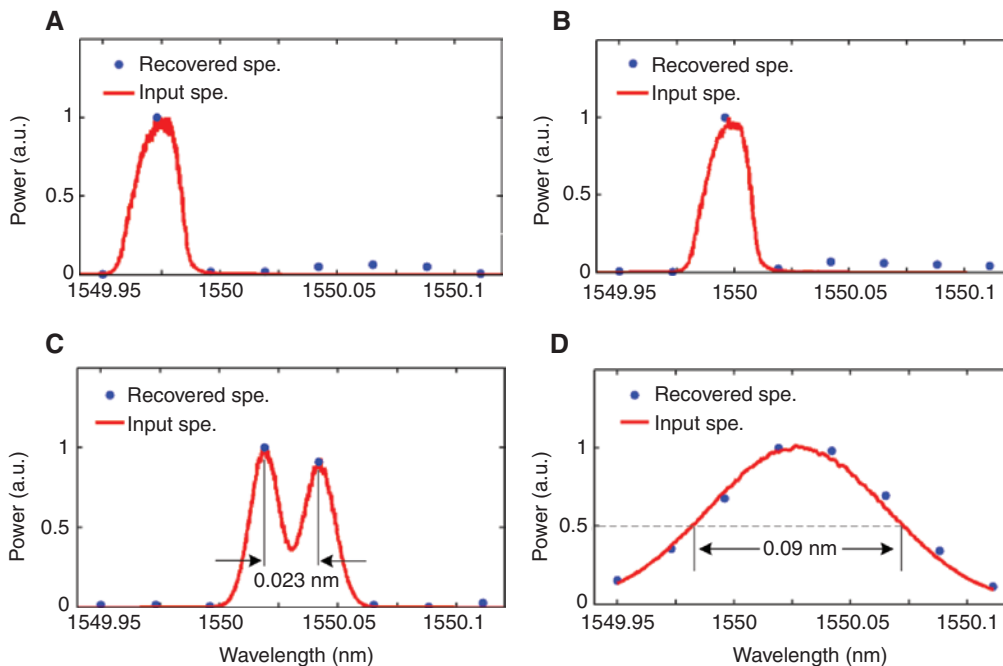 A
Recovered spe.
Input spe.
1
0.5
0
Power (a.u.)
1549.95 1550 1550.05 1550.1
B
Recovered spe.
Input spe.
1
0.5
0
Power (a.u.)
1549.95 1550 1550.05 1550.1
C
Recovered spe.
Input spe.
1
0.5
0
Power (a.u.)
0.023 nm
1549.95 1550 1550.05 1550.1
Wavelength (nm)
D
Recovered spe.
Input spe.
1
0.5
0
Power (a.u.)
0.09 nm
1549.95 1550 1550.05 1550.1
Wavelength (nm)